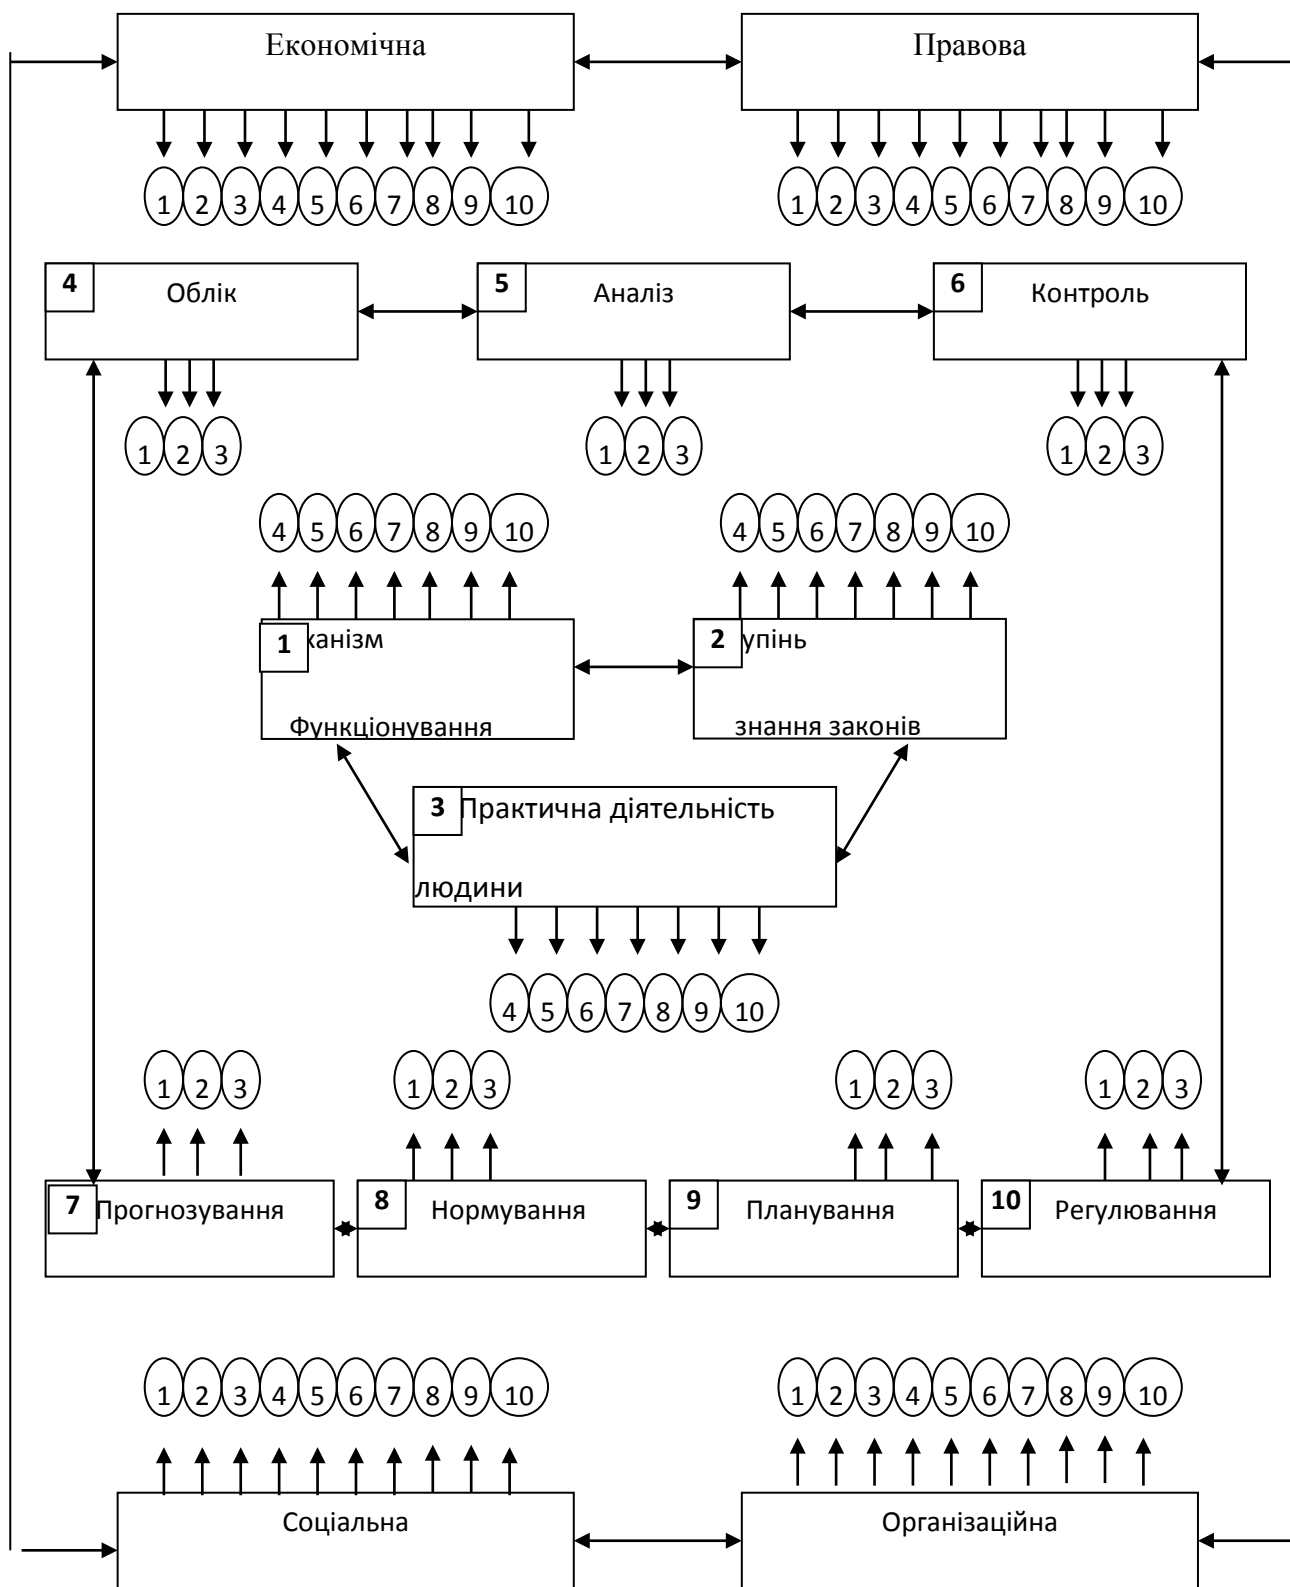 Економічна
Правова
1 2 3 4 5 6 7 8 9 10
1 2 3 4 5 6 7 8 9 10
4 Облік
5 Аналіз
6 Контроль
1 2 3
1 2 3
1 2 3
4 5 6 7 8 9 10
4 5 6 7 8 9 10
1 ханізм
Функціонування
2 упінь
знання законів
3 Практична діятельність
людини
4 5 6 7 8 9 10
1 2 3
1 2 3
1 2 3
1 2 3
7 Прогнозування
8 Нормування
9 Планування
10 Регулювання
1 2 3 4 5 6 7 8 9 10
1 2 3 4 5 6 7 8 9 10
Соціальна
Організаційна